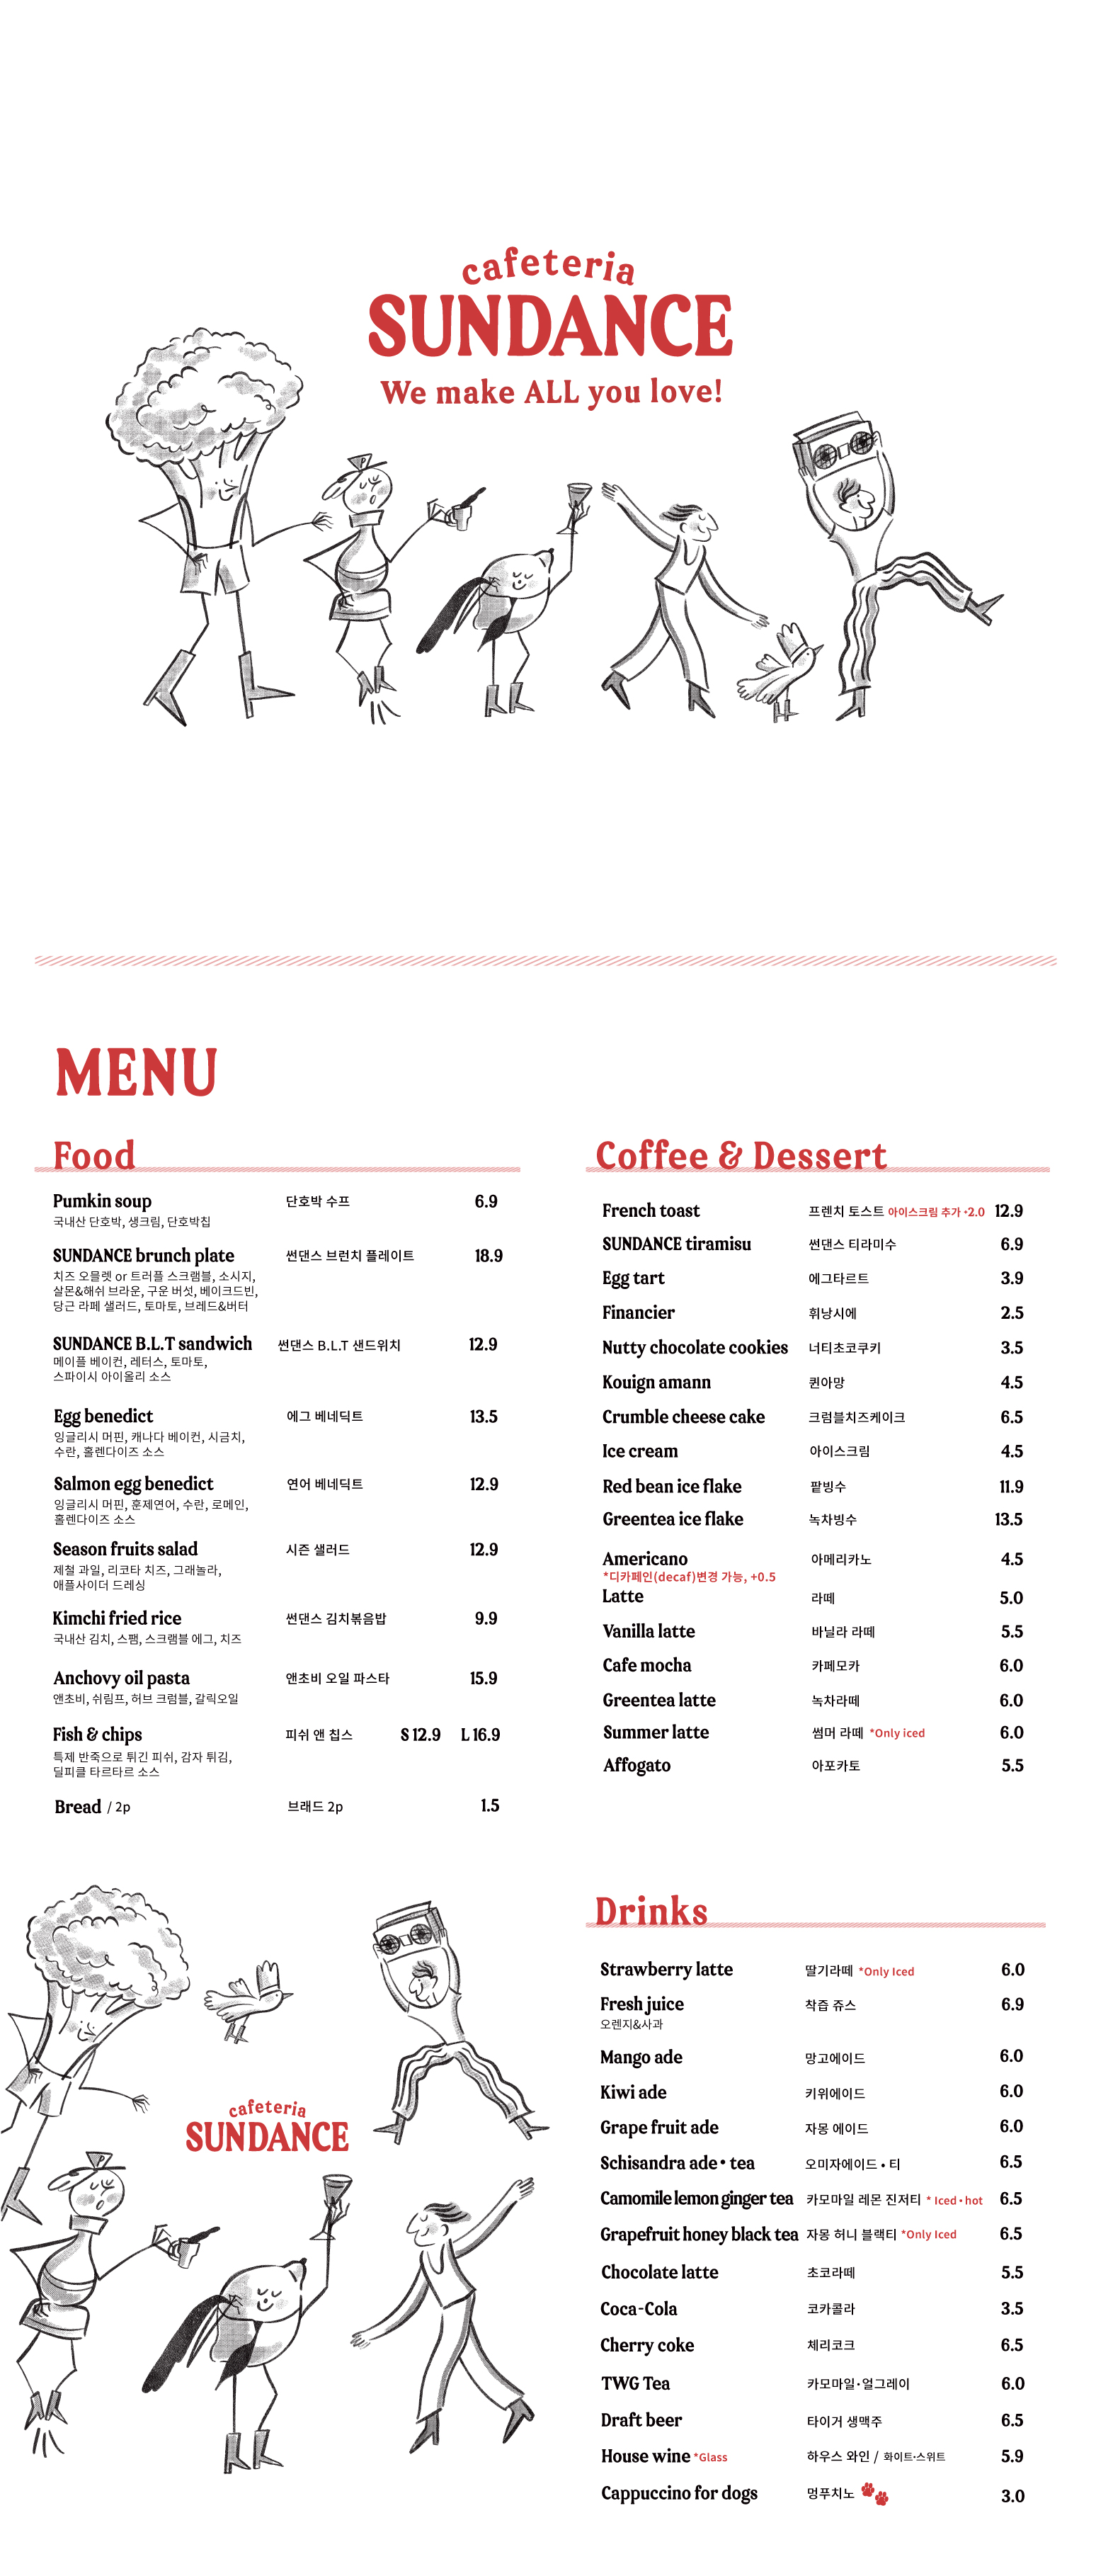 cafeteria
SUNDANCE
We make ALL you love!
MENU
Food
Pumkin soup 단호박 수프 6.9
국내산 단호박, 생크림, 단호박칩
SUNDANCE brunch plate 썬댄스 브런치 플레이트 18.9
치즈 오믈렛 or 트러플 스크램블, 소시지,
살몬&해쉬 브라운, 구운 버섯, 베이크드빈,
당근 라페 샐러드, 토마토, 브레드&버터
SUNDANCE B.L.T sandwich 썬댄스 B.L.T 샌드위치 12.9
메이플 베이컨, 레터스, 토마토,
스파이시 아이올리 소스
Egg benedict 에그 베네딕트 13.5
잉글리시 머핀, 캐나다 베이컨, 시금치,
수란, 홀렌다이즈 소스
Salmon egg benedict 연어 베네딕트 12.9
잉글리시 머핀, 훈제연어, 수란, 로메인,
홀렌다이즈 소스
Season fruits salad 시즌 샐러드 12.9
제철 과일, 리코타 치즈, 그래놀라,
애플사이더 드레싱
Kimchi fried rice 썬댄스 김치볶음밥 9.9
국내산 김치, 스팸, 스크램블 에그, 치즈
Anchovy oil pasta 앤초비 오일 파스타 15.9
앤초비, 쉬림프, 허브 크럼블, 갈릭오일
Fish & chips 피쉬 앤 칩스 S 12.9 L 16.9
특제 반죽으로 튀긴 피쉬, 감자 튀김,
딜피클 타르타르 소스
Bread / 2p 브래드 2p 1.5
Coffee & Dessert
French toast 프렌치 토스트 아이스크림 추가 +2.0 12.9
SUNDANCE tiramisu 썬댄스 티라미수 6.9
Egg tart 에그타르트 3.9
Financier 휘낭시에 2.5
Nutty chocolate cookies 너티초코쿠키 3.5
Kouign amann 퀸아망 4.5
Crumble cheese cake 크럼블치즈케이크 6.5
Ice cream 아이스크림 4.5
Red bean ice flake 팥빙수 11.9
Greentea ice flake 녹차빙수 13.5
Americano 아메리카노 4.5
*디카페인(decaf)변경 가능, +0.5
Latte 라떼 5.0
Vanilla latte 바닐라 라떼 5.5
Cafe mocha 카페모카 6.0
Greentea latte 녹차라떼 6.0
Summer latte 썸머 라떼 *Only iced 6.0
Affogato 아포카토 5.5
cafeteria
SUNDANCE
Drinks
Strawberry latte 딸기라떼 *Only Iced 6.0
Fresh juice 착즙 쥬스 6.9
오렌지&사과
Mango ade 망고에이드 6.0
Kiwi ade 키위에이드 6.0
Grape fruit ade 자몽 에이드 6.0
Schisandra ade • tea 오미자에이드 • 티 6.5
Camomile lemon ginger tea 카모마일 레몬 진저티 * Iced • hot 6.5
Grapefruit honey black tea 자몽 허니 블랙티 *Only Iced 6.5
Chocolate latte 초코라떼 5.5
Coca-Cola 코카콜라 3.5
Cherry coke 체리코크 6.5
TWG Tea 카모마일·얼그레이 6.0
Draft beer 타이거 생맥주 6.5
House wine *Glass 하우스 와인 / 화이트·스위트 5.9
Cappuccino for dogs 멍푸치노 3.0